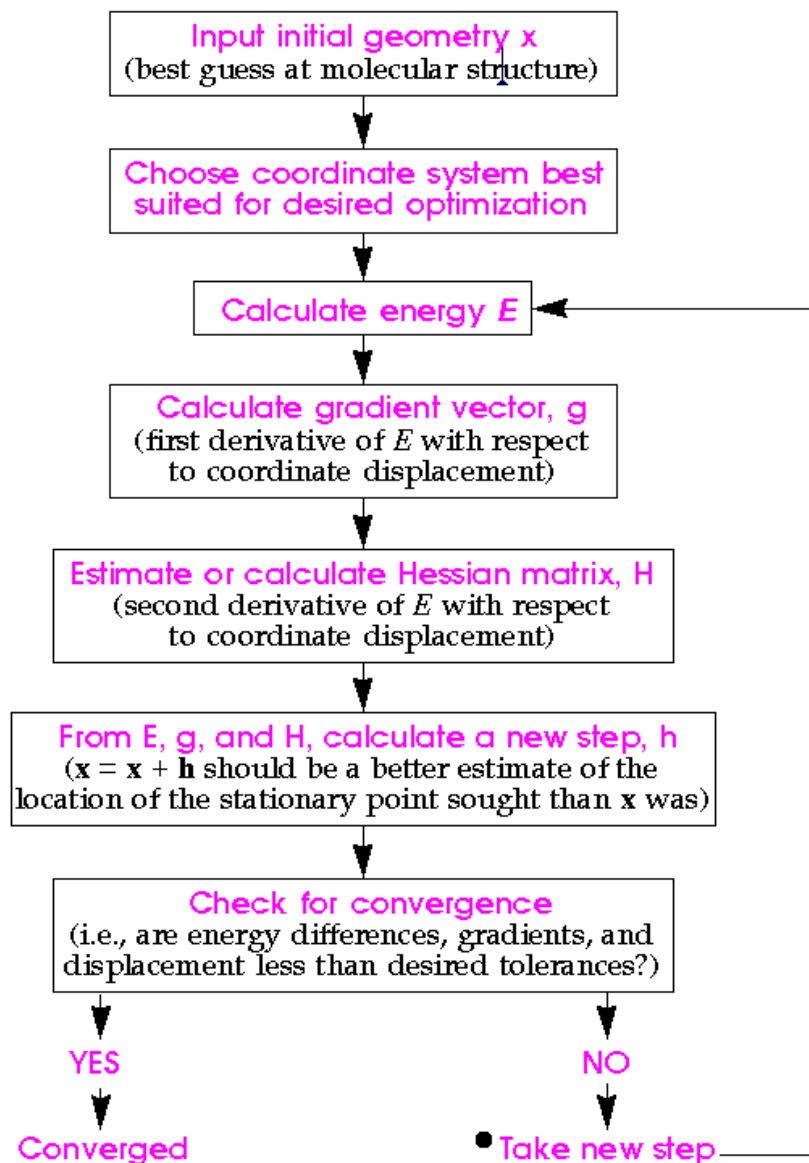 Input initial geometry x
(best guess at molecular structure)
Choose coordinate system best
suited for desired optimization
Calculate energy E
Calculate gradient vector, g
(first derivative of E with respect
to coordinate displacement)
Estimate or calculate Hessian matrix, H
(second derivative of E with respect
to coordinate displacement)
From E, g, and H, calculate a new step, h
(x = x + h should be a better estimate of the
location of the stationary point sought than x was)
Check for convergence
(i.e., are energy differences, gradients, and
displacement less than desired tolerances?)
YES
NO
Converged
Take new step